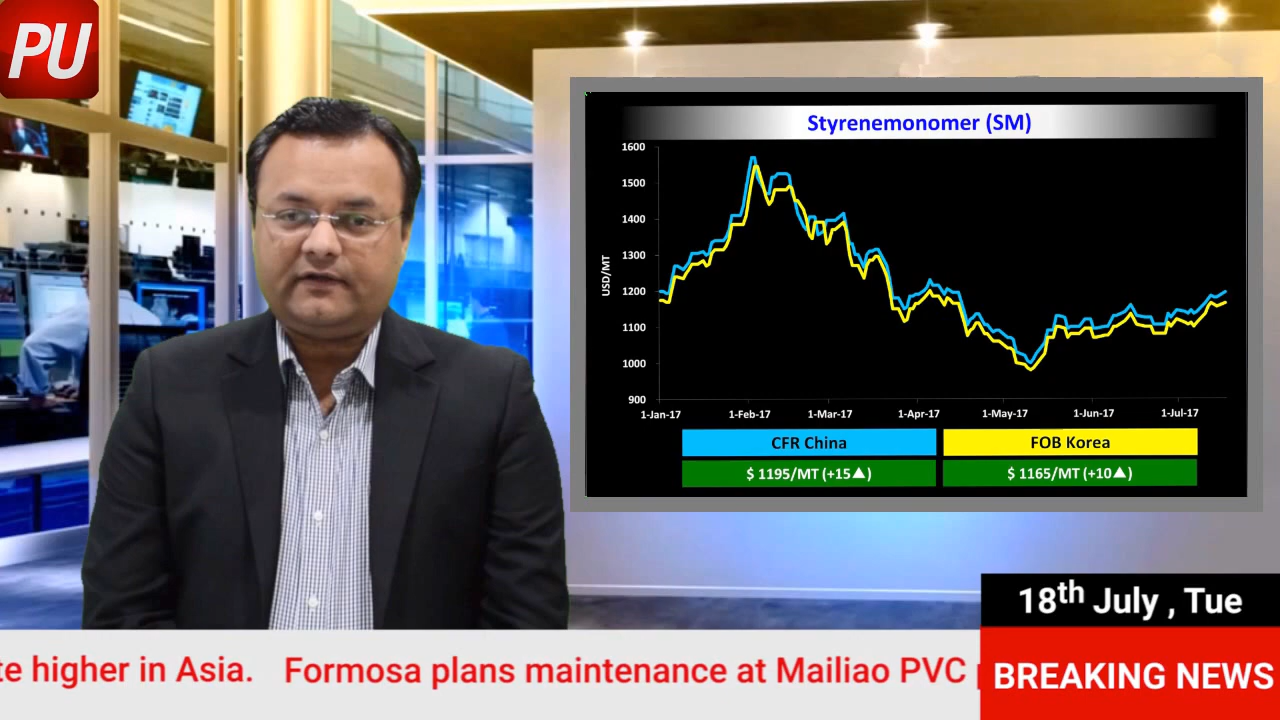 PU
Styrenemonomer (SM)
1600
1500
1400
1300
1200
1100
1000
900
USD/MT
1-Jan-17 1-Feb-17 1-Mar-17 1-Apr-17 1-May-17 1-Jun-17 1-Jul-17
CFR China FOB Korea
$ 1195/MT (+15▲) $ 1165/MT (+10▲)
18th July , Tue
te higher in Asia. Formosa plans maintenance at Mailiao PVC
BREAKING NEWS